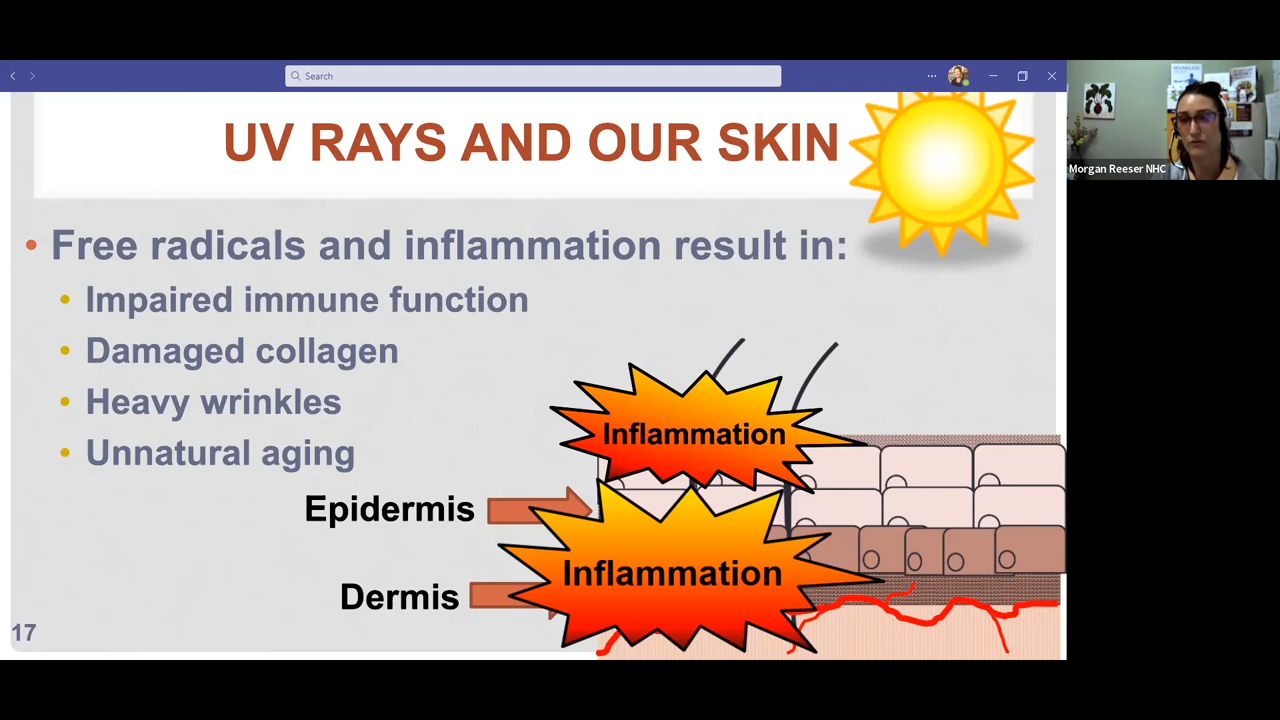 Search
UV RAYS AND OUR SKIN
Morgan Reeser NHC
• Free radicals and inflammation result in:
• Impaired immune function
• Damaged collagen
• Heavy wrinkles
• Unnatural aging
Inflammation
Epidermis
Inflammation
Dermis
17